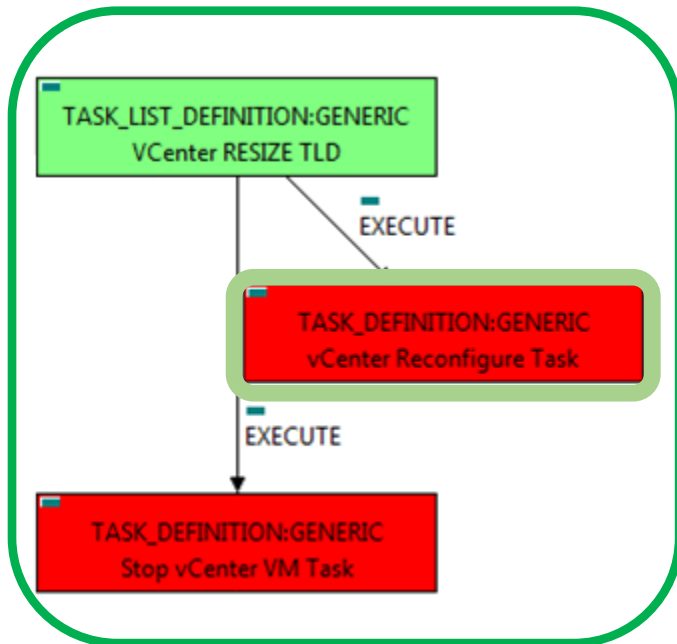 TASK_LIST_DEFINITION:GENERIC
VCenter RESIZE TLD
EXECUTE
TASK_DEFINITION:GENERIC
vCenter Reconfigure Task
EXECUTE
TASK_DEFINITION:GENERIC
Stop vCenter VM Task